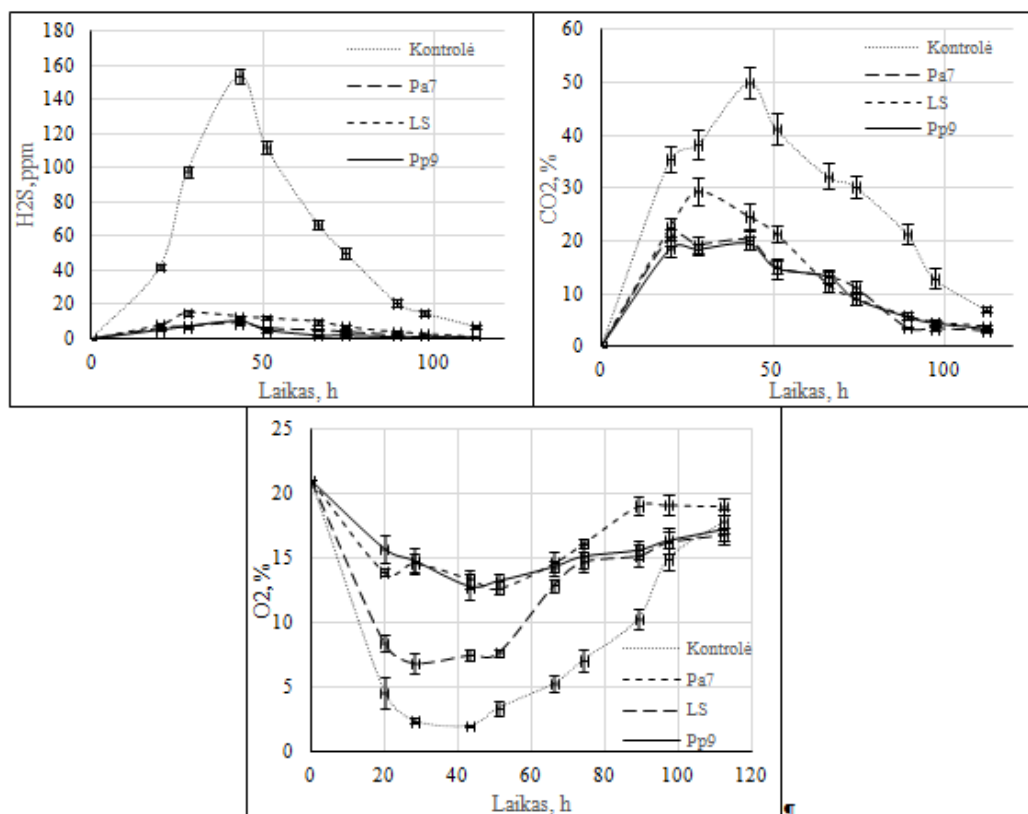 H2S,ppm
180
160
140
120
100
80
60
40
20
0
0 50 100
Laikas, h
Kontrolė
Pa7
LS
Pp9
CO2, %
60
50
40
30
20
10
0
0 50 100
Laikas, h
Kontrolė
Pa7
LS
Pp9
O2, %
25
20
15
10
5
0
0 20 40 60 80 100 120
Laikas, h
Kontrolė
Pa7
LS
Pp9
¶